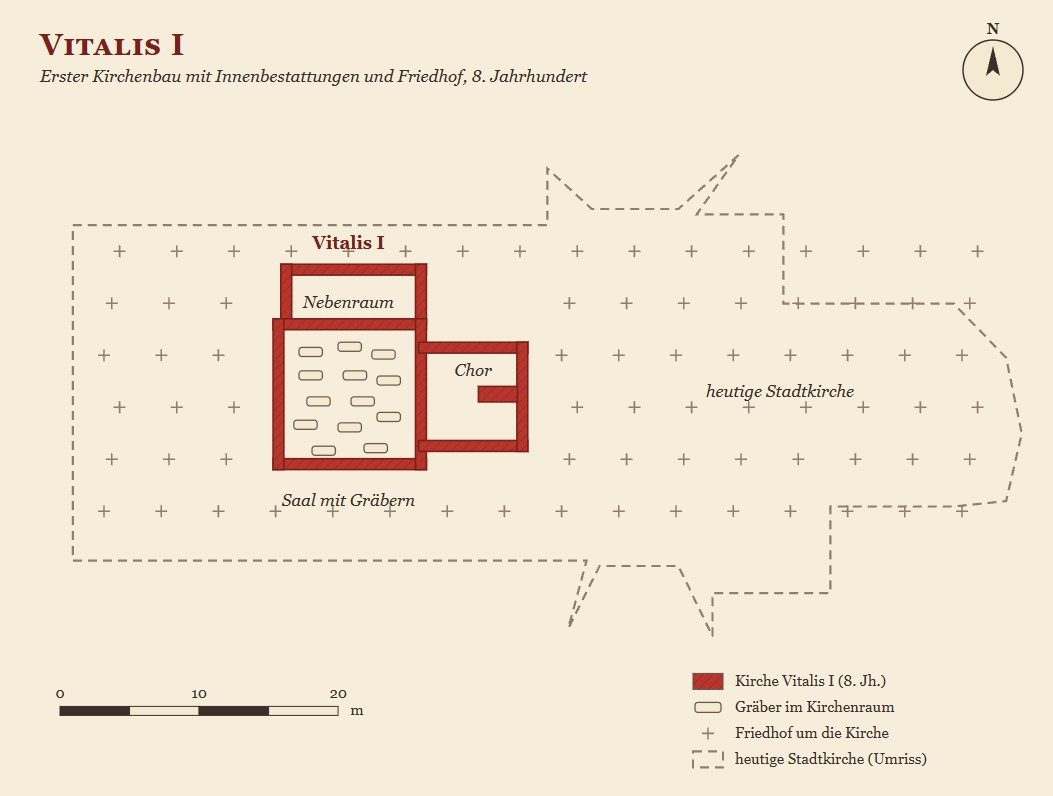 Vitalis I
Erster Kirchenbau mit Innenbestattungen und Friedhof, 8. Jahrhundert
N
Vitalis I
Nebenraum
Chor
heutige Stadtkirche
Saal mit Gräbern
0 10 20
m
Kirche Vitalis I (8. Jh.)
Gräber im Kirchenraum
Friedhof um die Kirche
heutige Stadtkirche (Umriss)